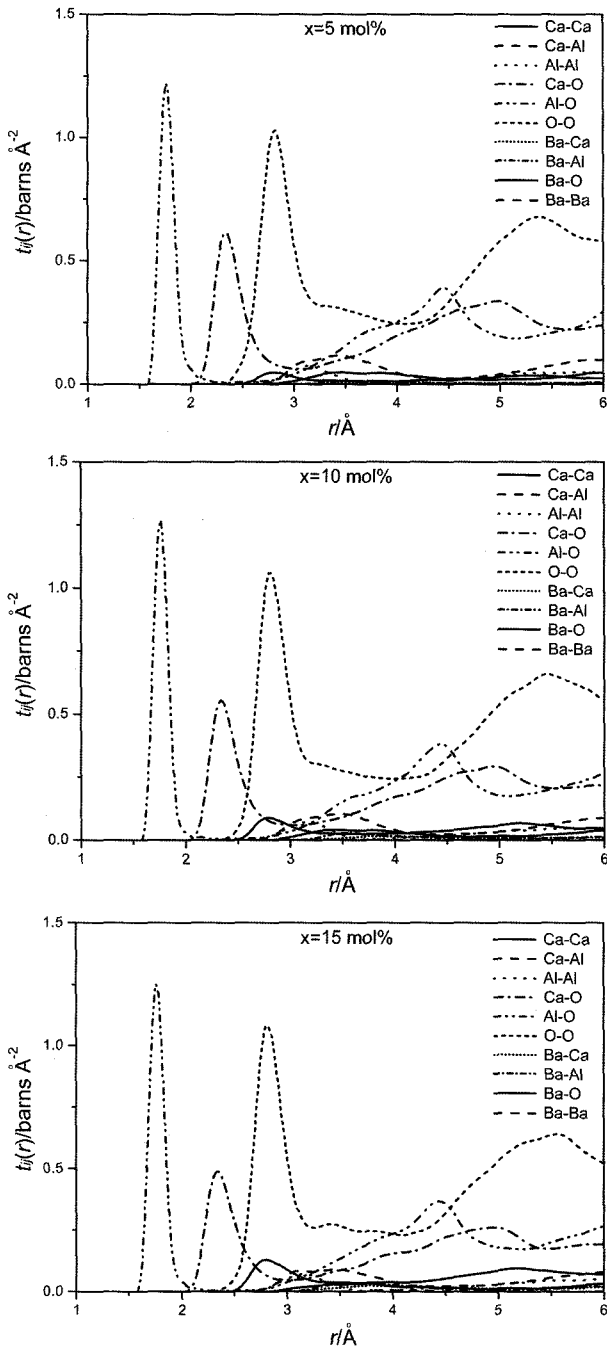 x=5 mol%
Ca-Ca
Ca-Al
Al-Al
Ca-O
Al-O
O-O
Ba-Ca
Ba-Al
Ba-O
Ba-Ba
tij(r)/barns Å-2
1.5
1.0
0.5
0.0
1 2 3 4 5 6
r/Å
x=10 mol%
Ca-Ca
Ca-Al
Al-Al
Ca-O
Al-O
O-O
Ba-Ca
Ba-Al
Ba-O
Ba-Ba
tij(r)/barns Å-2
1.5
1.0
0.5
0.0
1 2 3 4 5 6
r/Å
x=15 mol%
Ca-Ca
Ca-Al
Al-Al
Ca-O
Al-O
O-O
Ba-Ca
Ba-Al
Ba-O
Ba-Ba
tij(r)/barns Å-2
1.5
1.0
0.5
0.0
1 2 3 4 5 6
r/Å